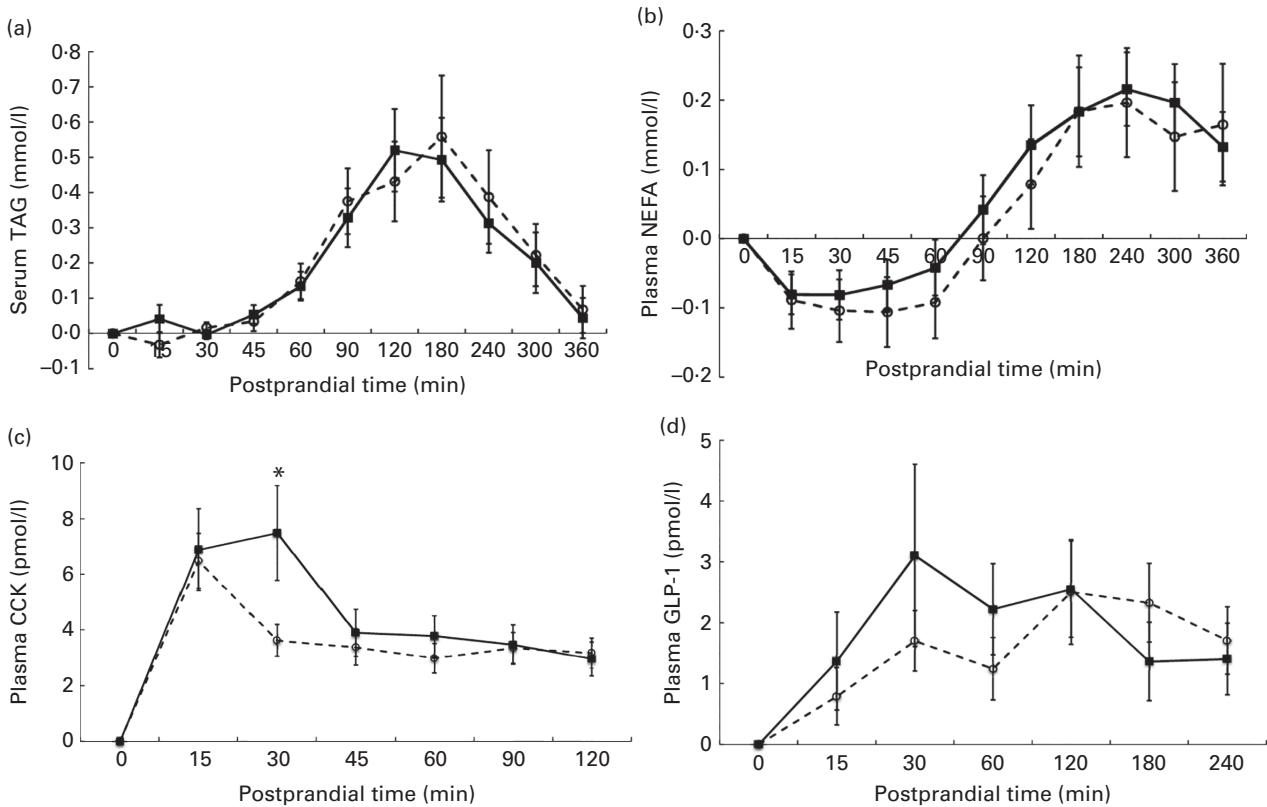 (a)
0·8
0·7
0·6
0·5
0·4
0·3
0·2
0·1
0·0
–0·1
Serum TAG (mmol/l)
0 15 30 45 60 90 120 180 240 300 360
Postprandial time (min)
(b)
0·3
0·2
0·1
0·0
–0·1
–0·2
Plasma NEFA (mmol/l)
0 15 30 45 60 90 120 180 240 300 360
Postprandial time (min)
(c)
10
8
6
4
2
0
Plasma CCK (pmol/l)
*
0 15 30 45 60 90 120
Postprandial time (min)
(d)
5
4
3
2
1
0
Plasma GLP-1 (pmol/l)
0 15 30 60 120 180 240
Postprandial time (min)